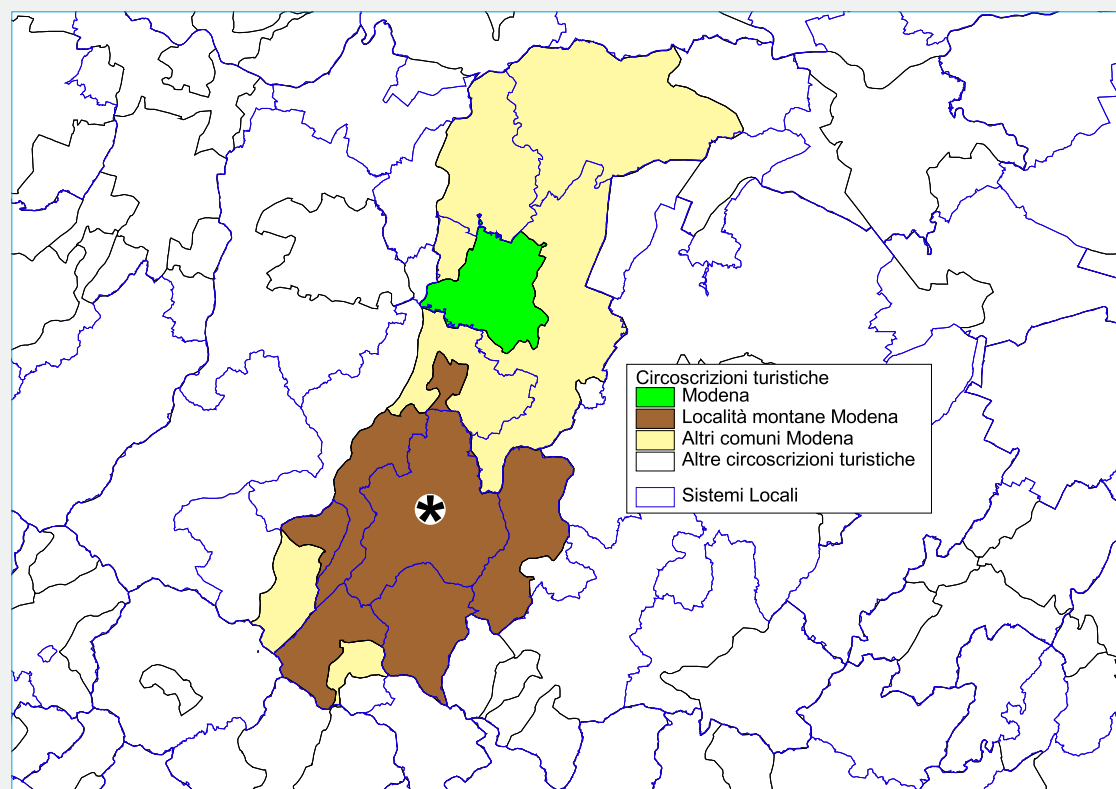 Circoscrizioni turistiche
Modena
Località montane Modena
Altri comuni Modena
Altre circoscrizioni turistiche
Sistemi Locali